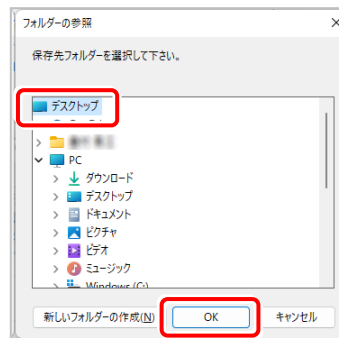 フォルダーの参照
保存先フォルダーを選択して下さい。
デスクトップ
PC
ダウンロード
デスクトップ
ドキュメント
ピクチャ
ビデオ
ミュージック
Windows (C:)
新しいフォルダーの作成(N)
OK
キャンセル